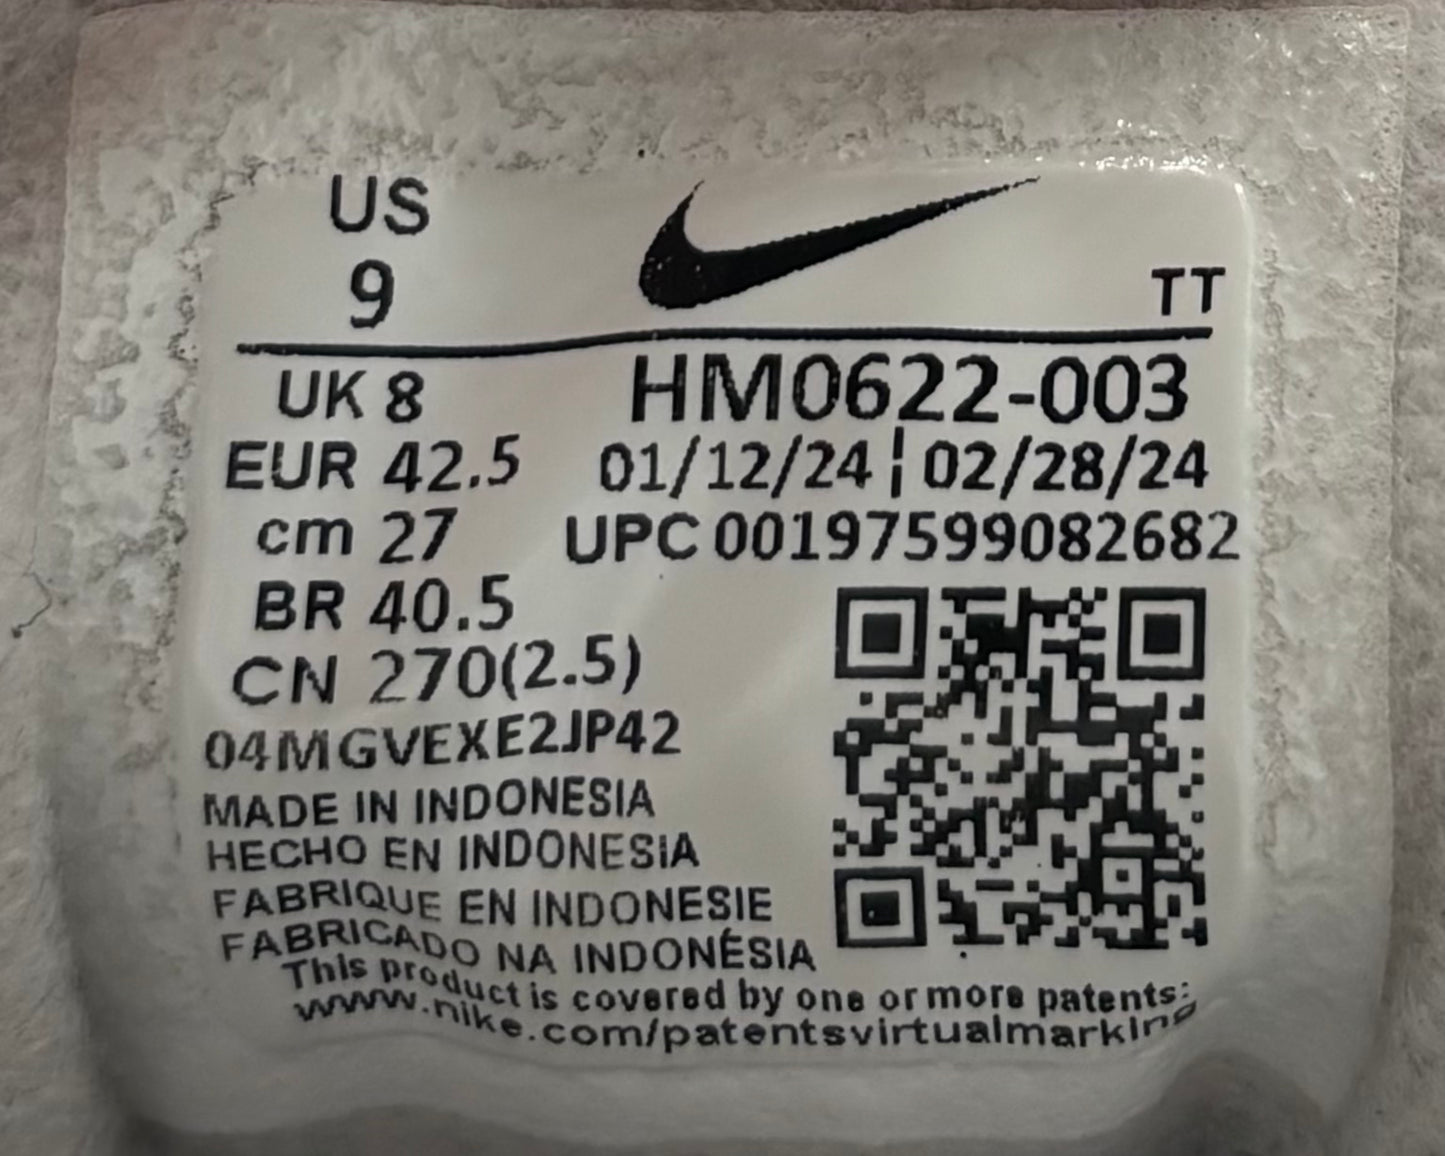 US
9
TT
UK 8
HM0622-003
EUR 42.5
01/12/24 ¦ 02/28/24
cm 27
UPC 00197599082682
BR 40.5
CN 270(2.5)
04MGVEXE2JP42
MADE IN INDONESIA
HECHO EN INDONESIA
FABRIQUE EN INDONESIE
FABRICADO NA INDONÉSIA
This product is covered by one or more patents:
www.nike.com/patentsvirtualmarking